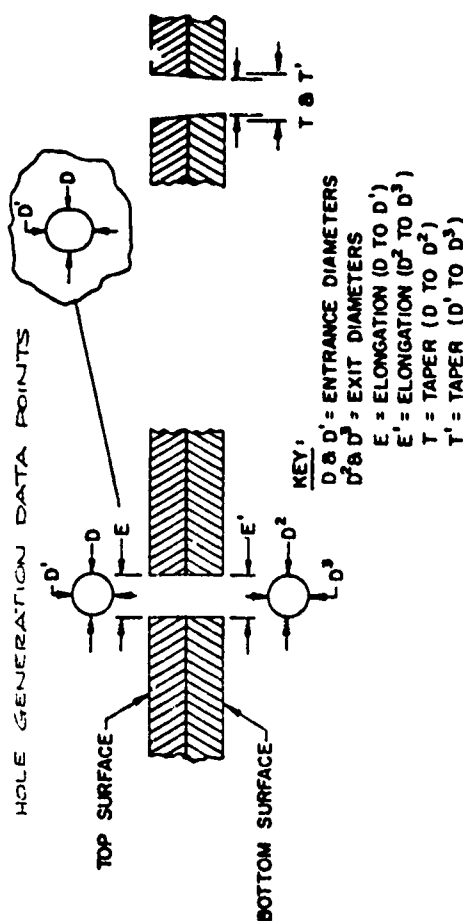 HOLE GENERATION DATA POINTS
D'
D
D'
D
E
TOP SURFACE
BOTTOM SURFACE
E'
D²
D³
T & T'
KEY:
D & D' = ENTRANCE DIAMETERS
D² & D³ = EXIT DIAMETERS
E = ELONGATION (D TO D')
E' = ELONGATION (D² TO D³)
T = TAPER (D TO D²)
T' = TAPER (D' TO D³)